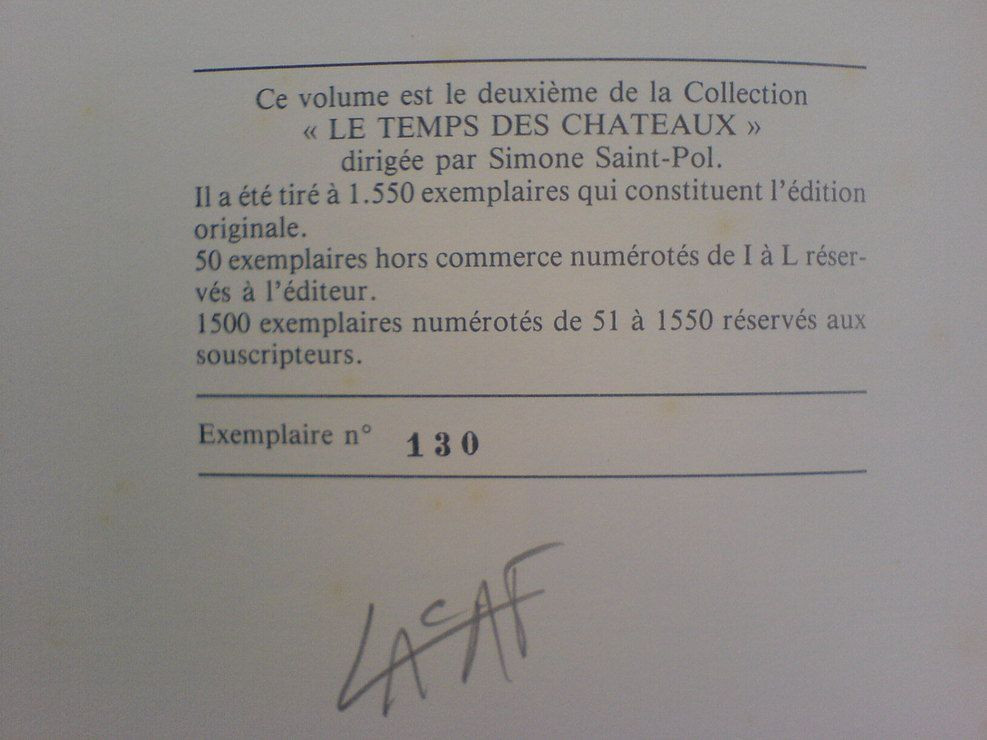 Ce volume est le deuxième de la Collection
« LE TEMPS DES CHATEAUX »
dirigée par Simone Saint-Pol.
Il a été tiré à 1.550 exemplaires qui constituent l'édition
originale.
50 exemplaires hors commerce numérotés de I à L réser-
vés à l'éditeur.
1500 exemplaires numérotés de 51 à 1550 réservés aux
souscripteurs.
Exemplaire n° 130
LACAF